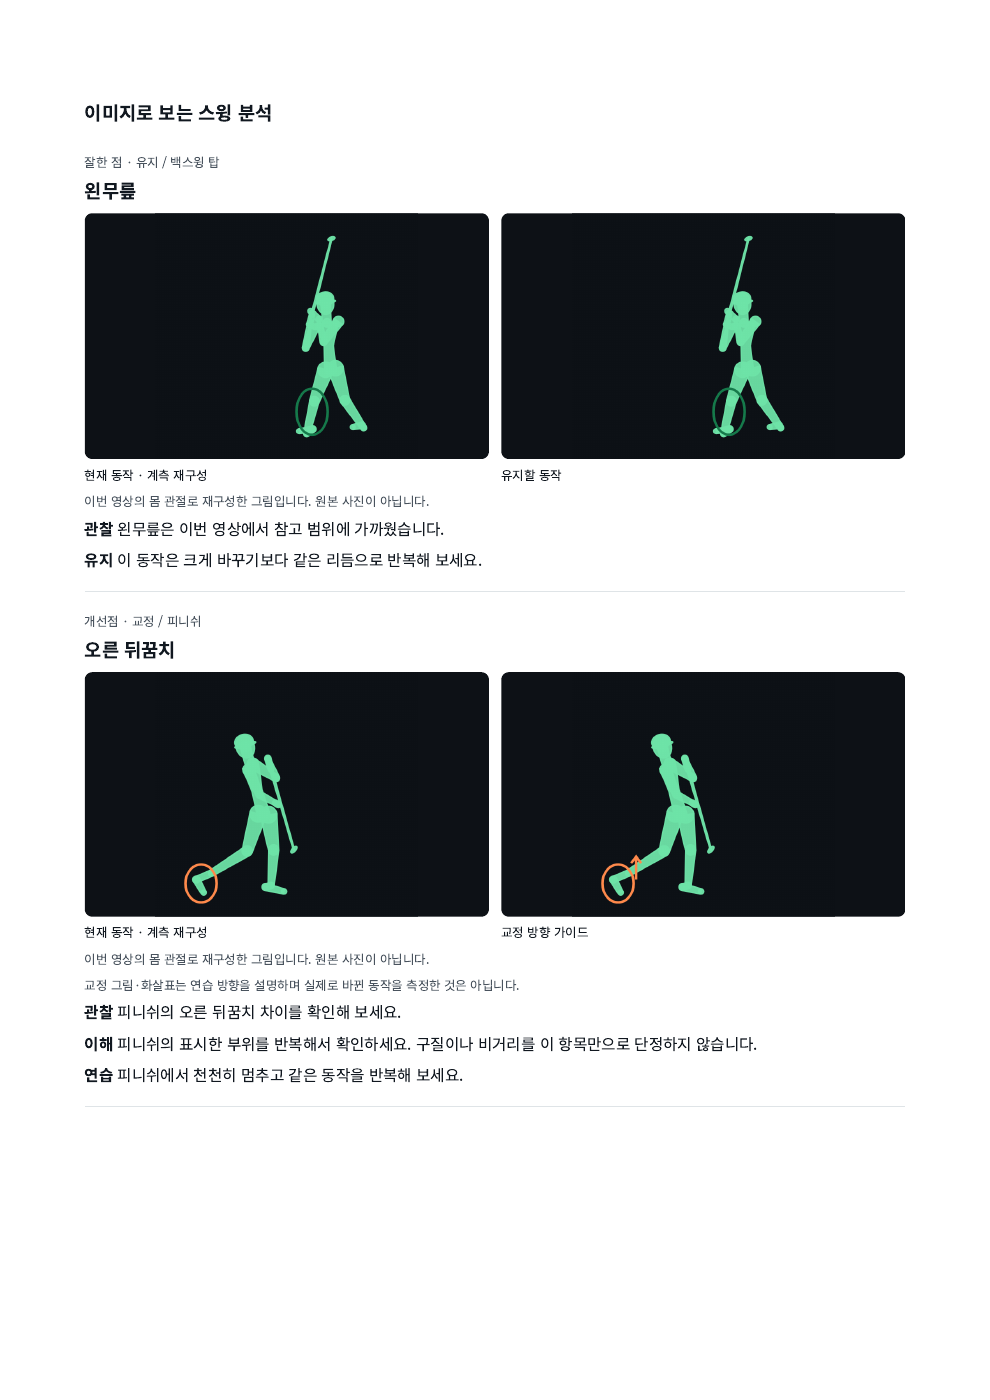 이미지로 보는 스윙 분석
잘한 점 · 유지 / 백스윙 탑
왼무릎
현재 동작 · 계측 재구성
유지할 동작
이번 영상의 몸 관절로 재구성한 그림입니다. 원본 사진이 아닙니다.
관찰 왼무릎은 이번 영상에서 참고 범위에 가까웠습니다.
유지 이 동작은 크게 바꾸기보다 같은 리듬으로 반복해 보세요.
개선점 · 교정 / 피니쉬
오른 뒤꿈치
현재 동작 · 계측 재구성
교정 방향 가이드
이번 영상의 몸 관절로 재구성한 그림입니다. 원본 사진이 아닙니다.
교정 그림·화살표는 연습 방향을 설명하며 실제로 바뀐 동작을 측정한 것은 아닙니다.
관찰 피니쉬의 오른 뒤꿈치 차이를 확인해 보세요.
이해 피니쉬의 표시한 부위를 반복해서 확인하세요. 구질이나 비거리를 이 항목만으로 단정하지 않습니다.
연습 피니쉬에서 천천히 멈추고 같은 동작을 반복해 보세요.